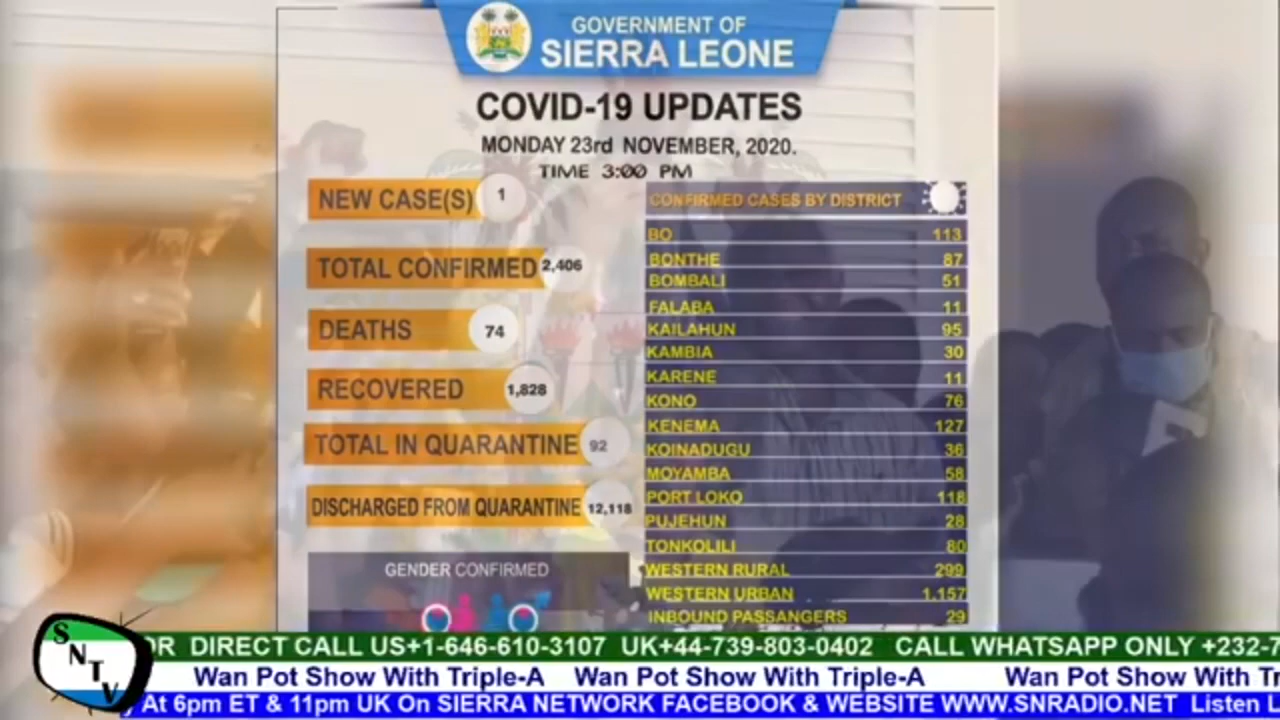 GOVERNMENT OF
SIERRA LEONE
COVID-19 UPDATES
MONDAY 23rd NOVEMBER, 2020.
TIME 3:00 PM
NEW CASE(S) 1
TOTAL CONFIRMED 2,406
DEATHS 74
RECOVERED 1,828
TOTAL IN QUARANTINE 92
DISCHARGED FROM QUARANTINE 12,118
GENDER CONFIRMED
CONFIRMED CASES BY DISTRICT
BO 113
BONTHE 87
BOMBALI 51
FALABA 11
KAILAHUN 95
KAMBIA 30
KARENE 11
KONO 76
KENEMA 127
KOINADUGU 36
MOYAMBA 58
PORT LOKO 118
PUJEHUN 28
TONKOLILI 80
WESTERN RURAL 299
WESTERN URBAN 1,157
INBOUND PASSANGERS 29
SNTV
OR DIRECT CALL US+1-646-610-3107 UK+44-739-803-0402 CALL WHATSAPP ONLY +232-7
Wan Pot Show With Triple-A Wan Pot Show With Triple-A Wan Pot Show With Tr
y At 6pm ET & 11pm UK On SIERRA NETWORK FACEBOOK & WEBSITE WWW.SNRADIO.NET Listen L